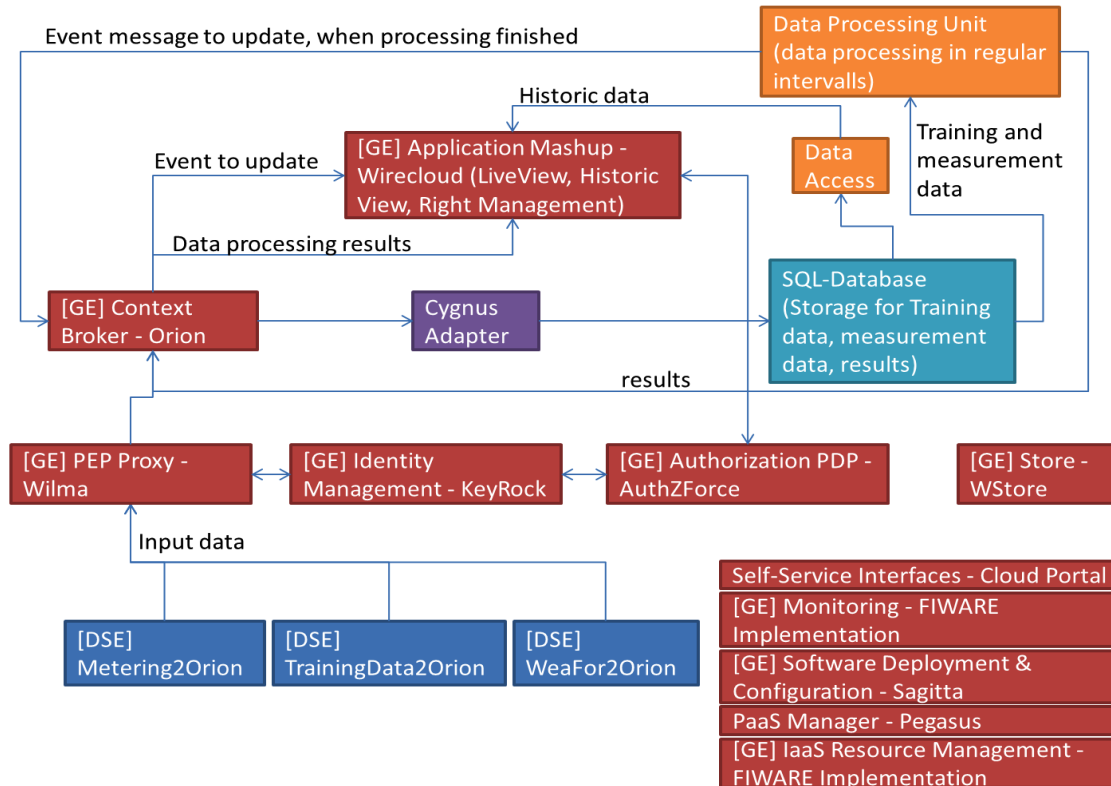 Event message to update, when processing finished
Data Processing Unit
(data processing in regular
intervalls)
Historic data
Training and
measurement
data
[GE] Application Mashup -
Wirecloud (LiveView, Historic
View, Right Management)
Event to update
Data
Access
Data processing results
[GE] Context
Broker - Orion
Cygnus
Adapter
SQL-Database
(Storage for Training
data, measurement
data, results)
results
[GE] PEP Proxy -
Wilma
[GE] Identity
Management - KeyRock
[GE] Authorization PDP -
AuthZForce
[GE] Store -
WStore
Input data
[DSE]
Metering2Orion
[DSE]
TrainingData2Orion
[DSE]
WeaFor2Orion
Self-Service Interfaces - Cloud Portal
[GE] Monitoring - FIWARE
Implementation
[GE] Software Deployment &
Configuration - Sagitta
PaaS Manager - Pegasus
[GE] IaaS Resource Management -
FIWARE Implementation